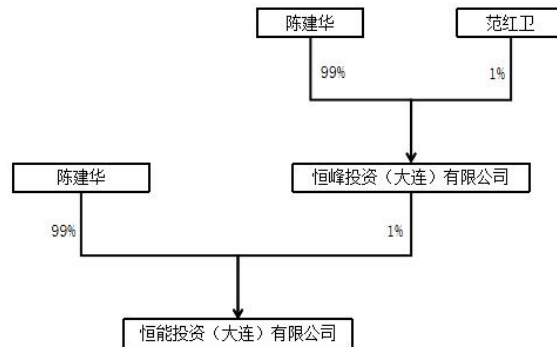 陈建华
范红卫
99%
1%
陈建华
恒峰投资（大连）有限公司
99%
1%
恒能投资（大连）有限公司